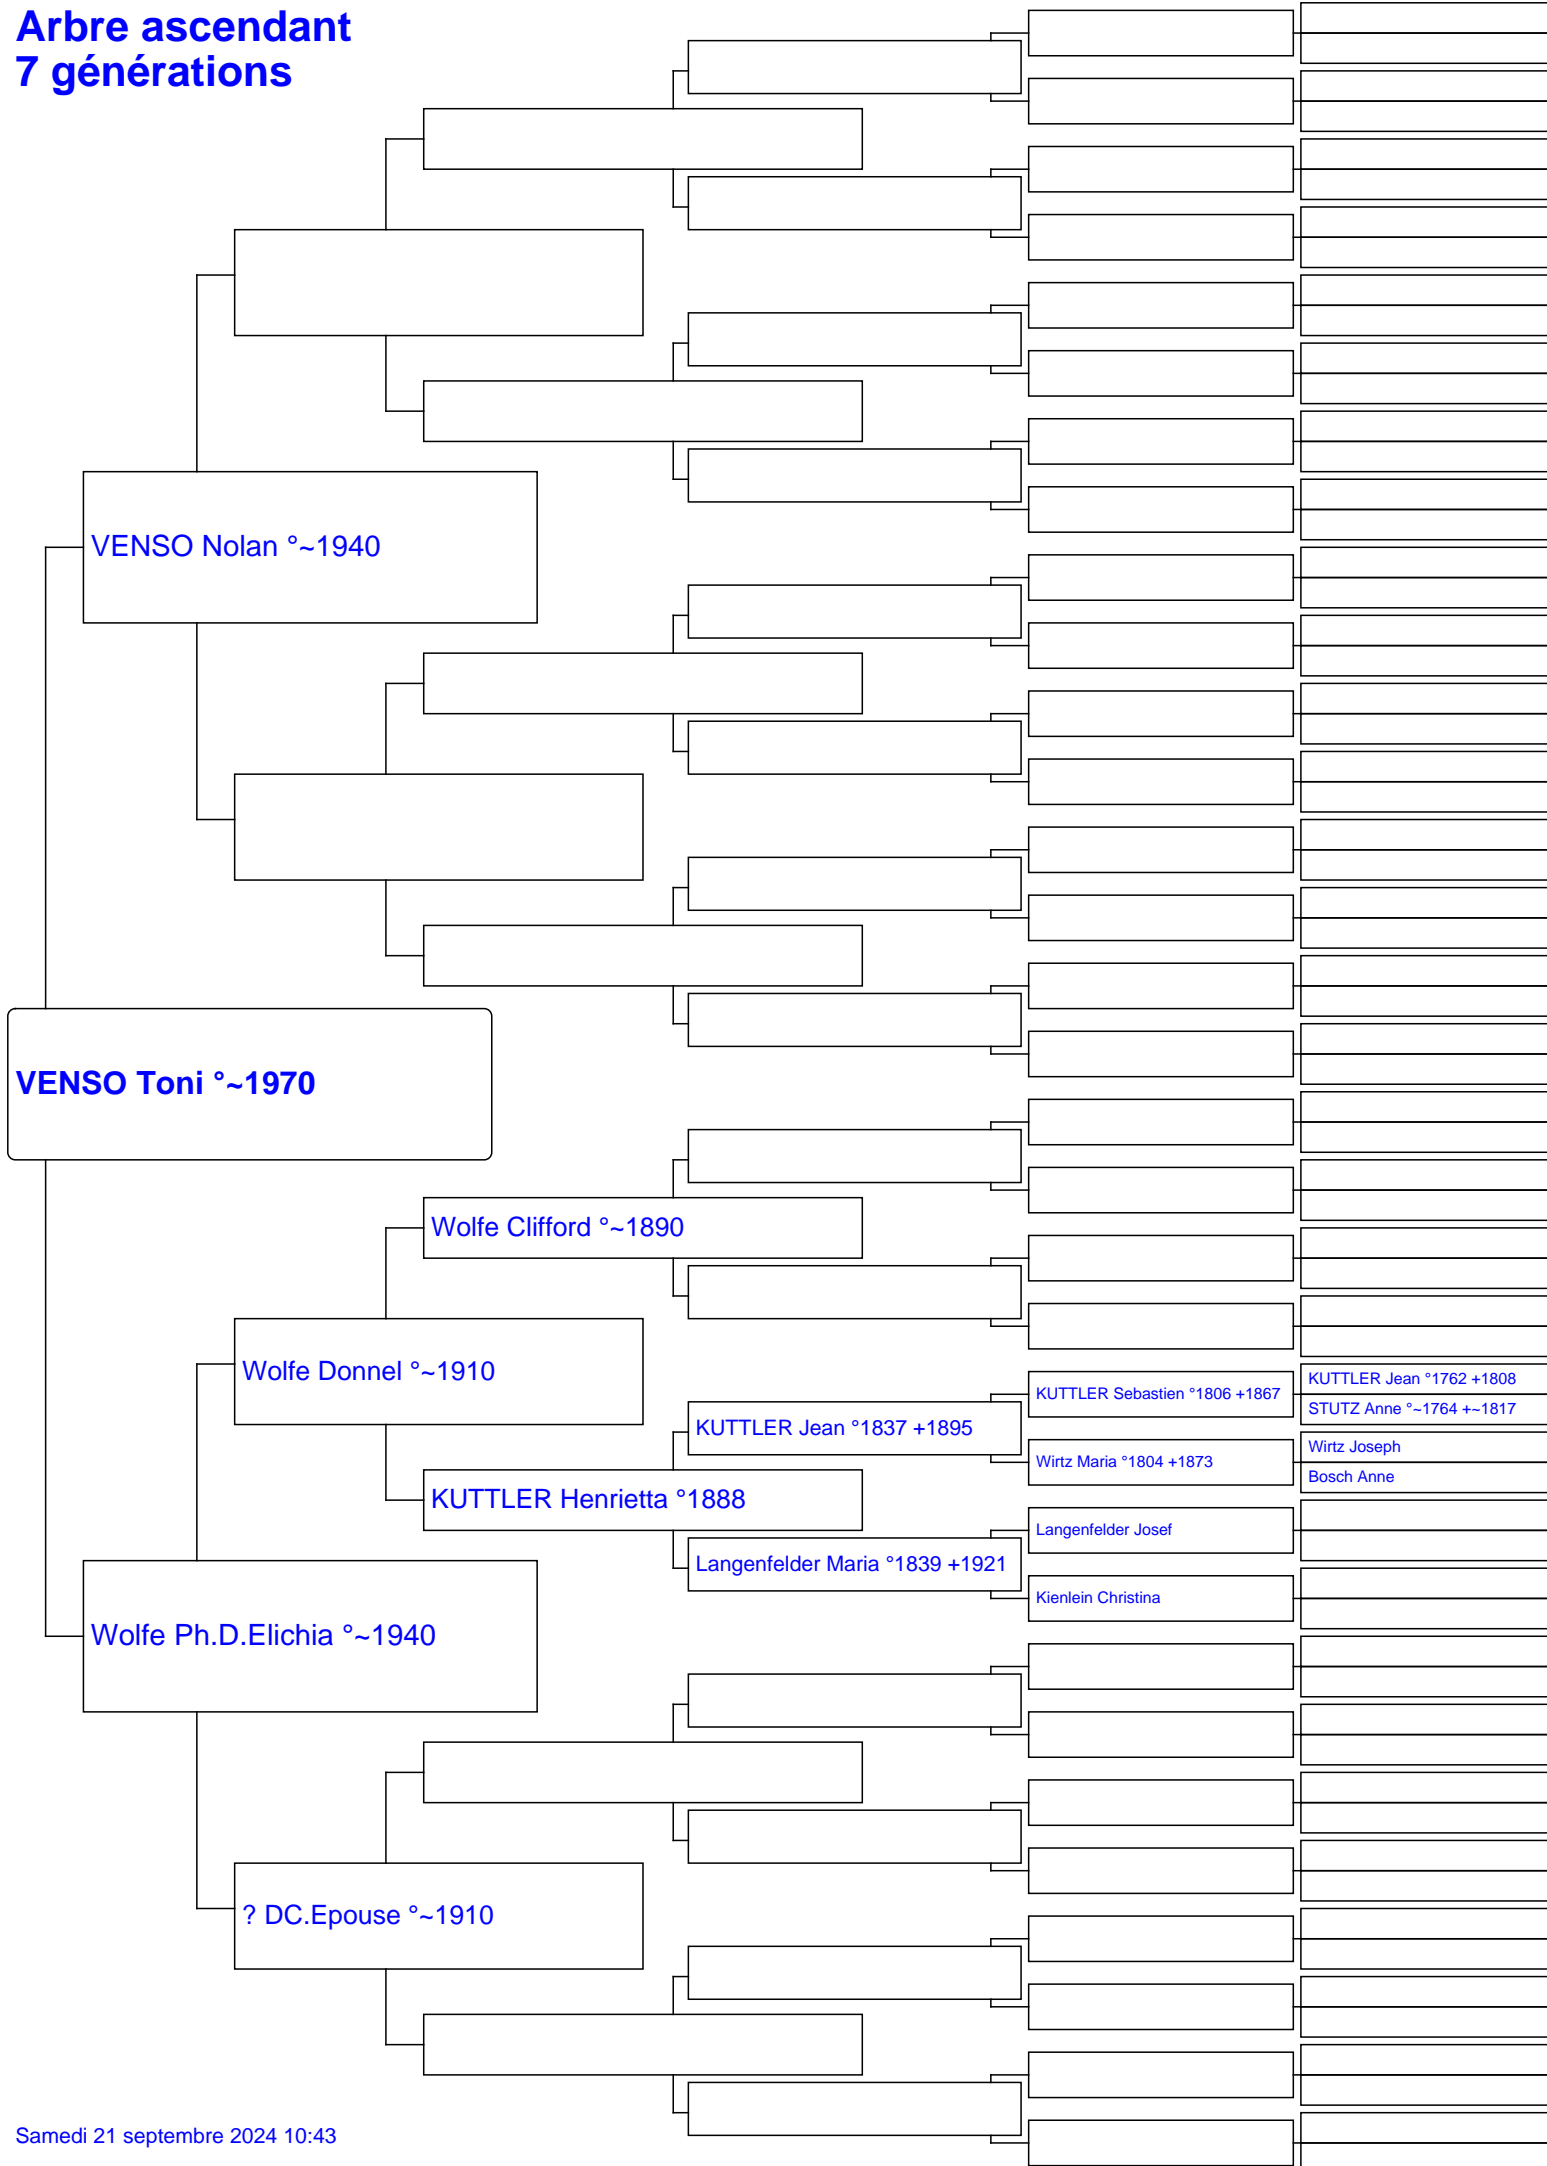 Arbre ascendant
7 générations
VENSO Nolan °~1940
VENSO Toni °~1970
Wolfe Clifford °~1890
Wolfe Donnel °~1910
KUTTLER Sebastien °1806 +1867
KUTTLER Jean °1762 +1808
STUTZ Anne °~1764 +~1817
KUTTLER Jean °1837 +1895
Wirtz Maria °1804 +1873
Wirtz Joseph
Bosch Anne
KUTTLER Henrietta °1888
Langenfelder Josef
Langenfelder Maria °1839 +1921
Kienlein Christina
Wolfe Ph.D.Elichia °~1940
? DC.Epouse °~1910
Samedi 21 septembre 2024 10:43